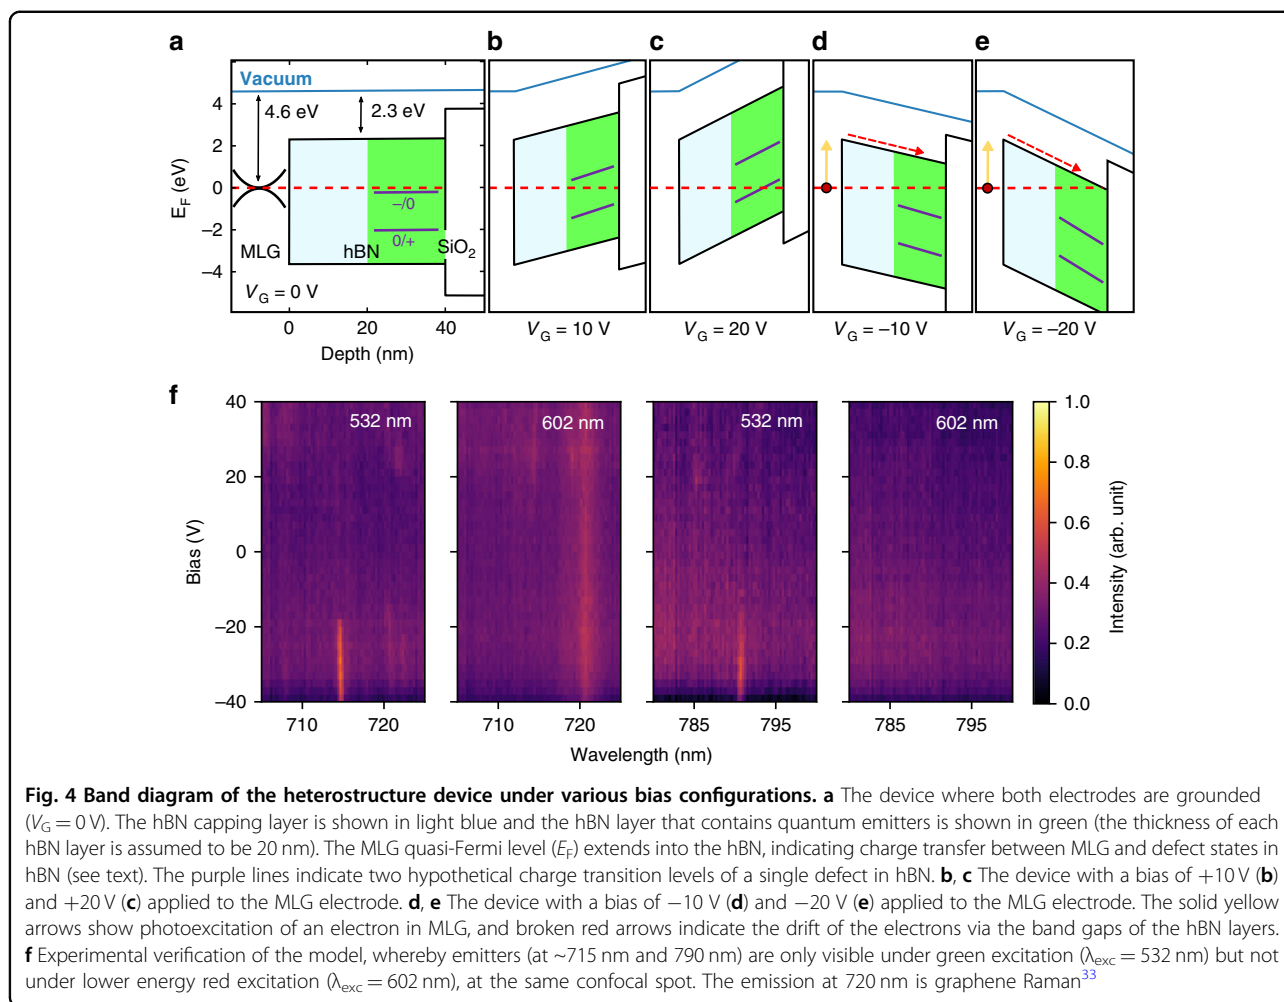 a b c d e
Vacuum
4.6 eV
2.3 eV
4
2
0
−2
−4
E_F (eV)
−/0
0/+
MLG
hBN
SiO₂
V_G = 0 V
0 20 40
Depth (nm)
V_G = 10 V
V_G = 20 V
V_G = −10 V
V_G = −20 V
f
532 nm
602 nm
532 nm
602 nm
40
20
0
−20
−40
Bias (V)
710 720
710 720
785 795
785 795
Wavelength (nm)
1.0
0.8
0.6
0.4
0.2
0.0
Intensity (arb. unit)
Fig. 4 Band diagram of the heterostructure device under various bias configurations. a The device where both electrodes are grounded
(V_G = 0 V). The hBN capping layer is shown in light blue and the hBN layer that contains quantum emitters is shown in green (the thickness of each
hBN layer is assumed to be 20 nm). The MLG quasi-Fermi level (E_F) extends into the hBN, indicating charge transfer between MLG and defect states in
hBN (see text). The purple lines indicate two hypothetical charge transition levels of a single defect in hBN. b, c The device with a bias of +10 V (b)
and +20 V (c) applied to the MLG electrode. d, e The device with a bias of −10 V (d) and −20 V (e) applied to the MLG electrode. The solid yellow
arrows show photoexcitation of an electron in MLG, and broken red arrows indicate the drift of the electrons via the band gaps of the hBN layers.
f Experimental verification of the model, whereby emitters (at ~715 nm and 790 nm) are only visible under green excitation (λ_exc = 532 nm) but not
under lower energy red excitation (λ_exc = 602 nm), at the same confocal spot. The emission at 720 nm is graphene Raman³³